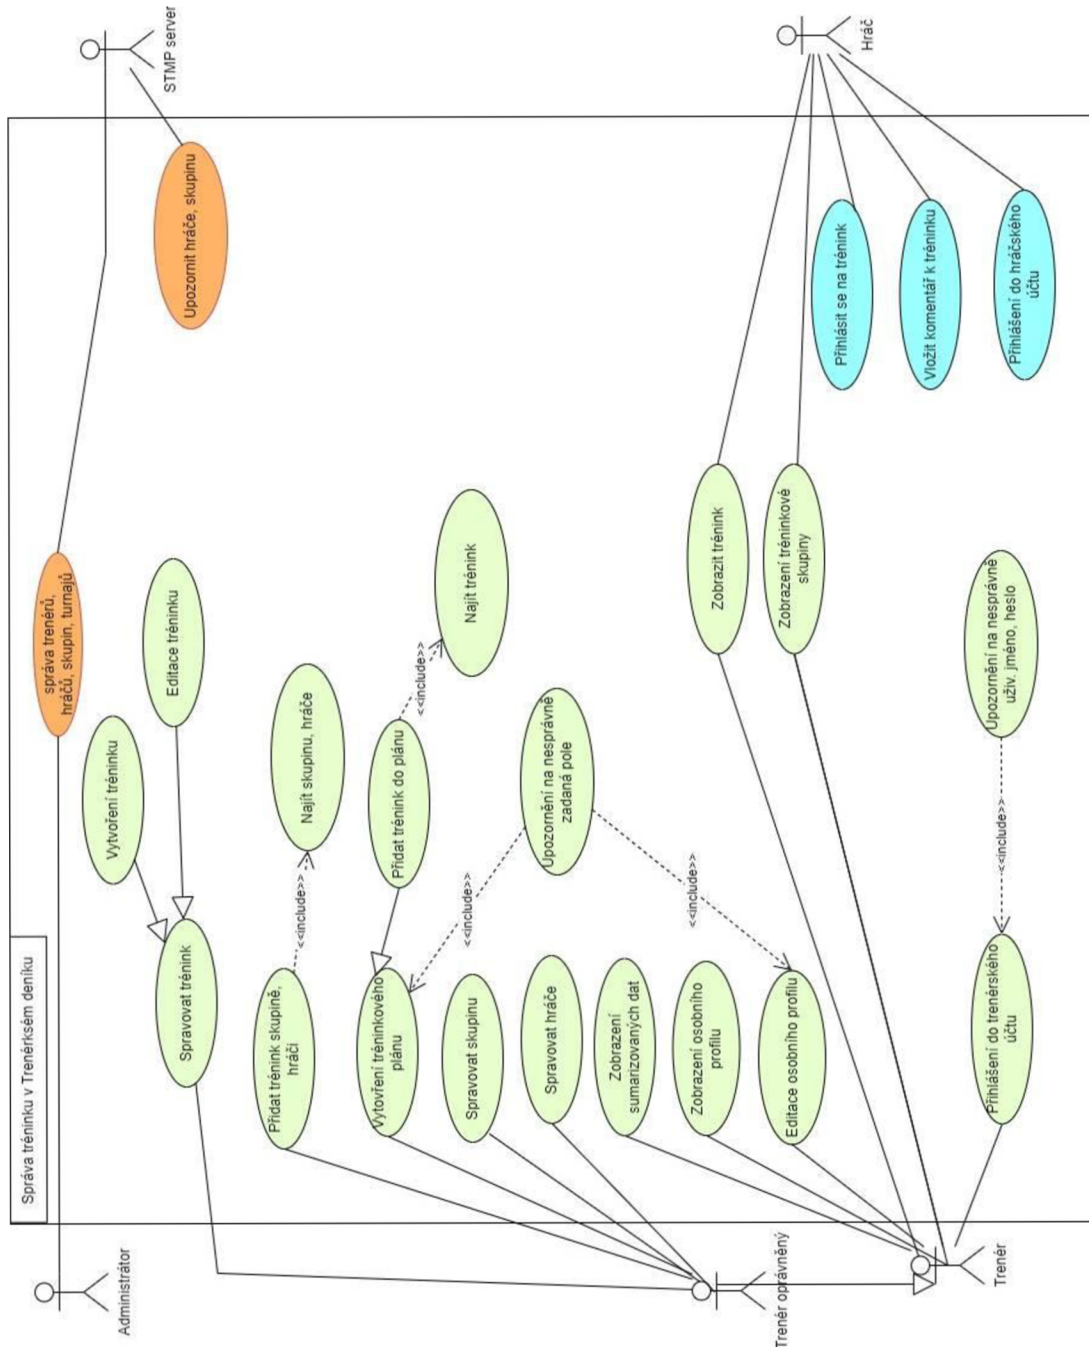 Správa tréninku v Trenérksém deníku
Administrátor
správa trenérů,
hráčů, skupin, turnajů
STMP server
Vytvoření tréninku
Editace tréninku
Upozornit hráče, skupinu
Spravovat trénink
Přidat trénink skupině,
hráči
<<include>>
Najít skupinu, hráče
Vytovření tréninkového
plánu
Přidat trénink do plánu
<<include>>
Najít trénink
Spravovat skupinu
<<include>>
Upozornění na nesprávně
zadaná pole
Spravovat hráče
Zobrazení
sumarizovaných dat
Zobrazení osobního
profilu
<<include>>
Editace osobního profilu
Trenér oprávněný
Zobrazit trénink
Zobrazení tréninkové
skupiny
Hráč
Přihlásit se na trénink
Vložit komentář k tréninku
Přihlášení do hráčského
účtu
Trenér
Přihlášení do trenérského
účtu
<<include>>
Upozornění na nesprávně
uživ. jméno, heslo